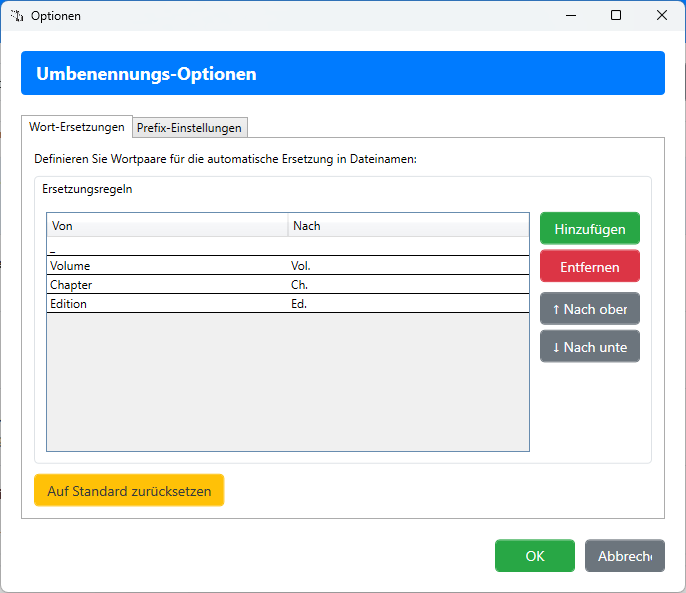 Optionen
Umbenennungs-Optionen
Wort-Ersetzungen Prefix-Einstellungen
Definieren Sie Wortpaare für die automatische Ersetzung in Dateinamen:
Ersetzungsregeln
Von Nach
_
Volume Vol.
Chapter Ch.
Edition Ed.
Hinzufügen
Entfernen
↑ Nach ober
↓ Nach unte
Auf Standard zurücksetzen
OK Abbreche